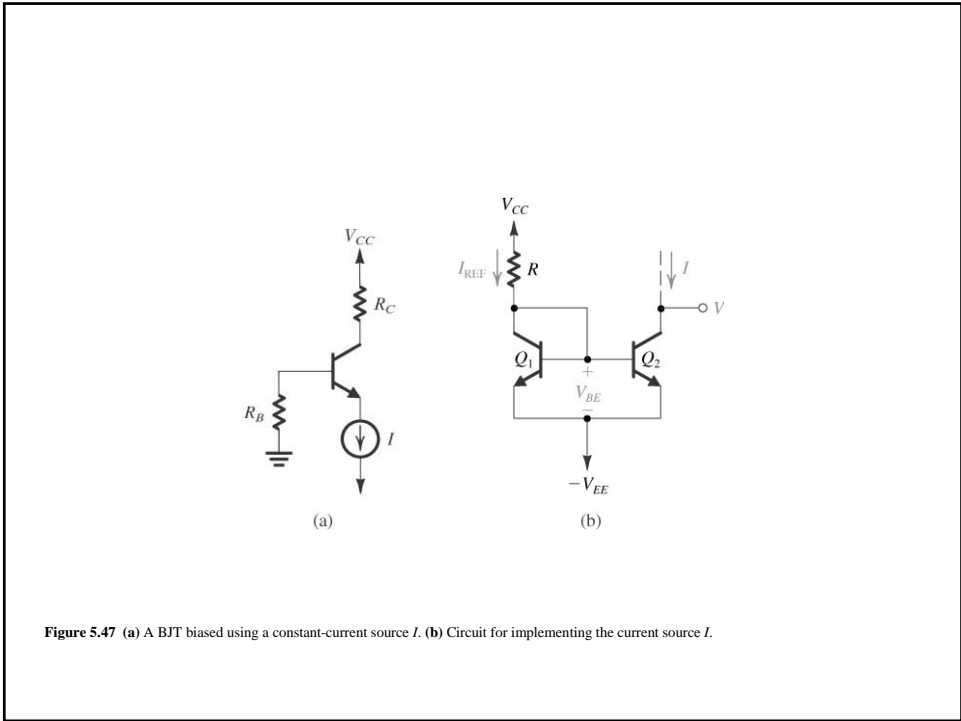 V_CC
R_C
R_B
I
(a)
V_CC
I_REF
R
I
V
Q_1
Q_2
+
V_BE
−
−V_EE
(b)
Figure 5.47 (a) A BJT biased using a constant-current source I. (b) Circuit for implementing the current source I.